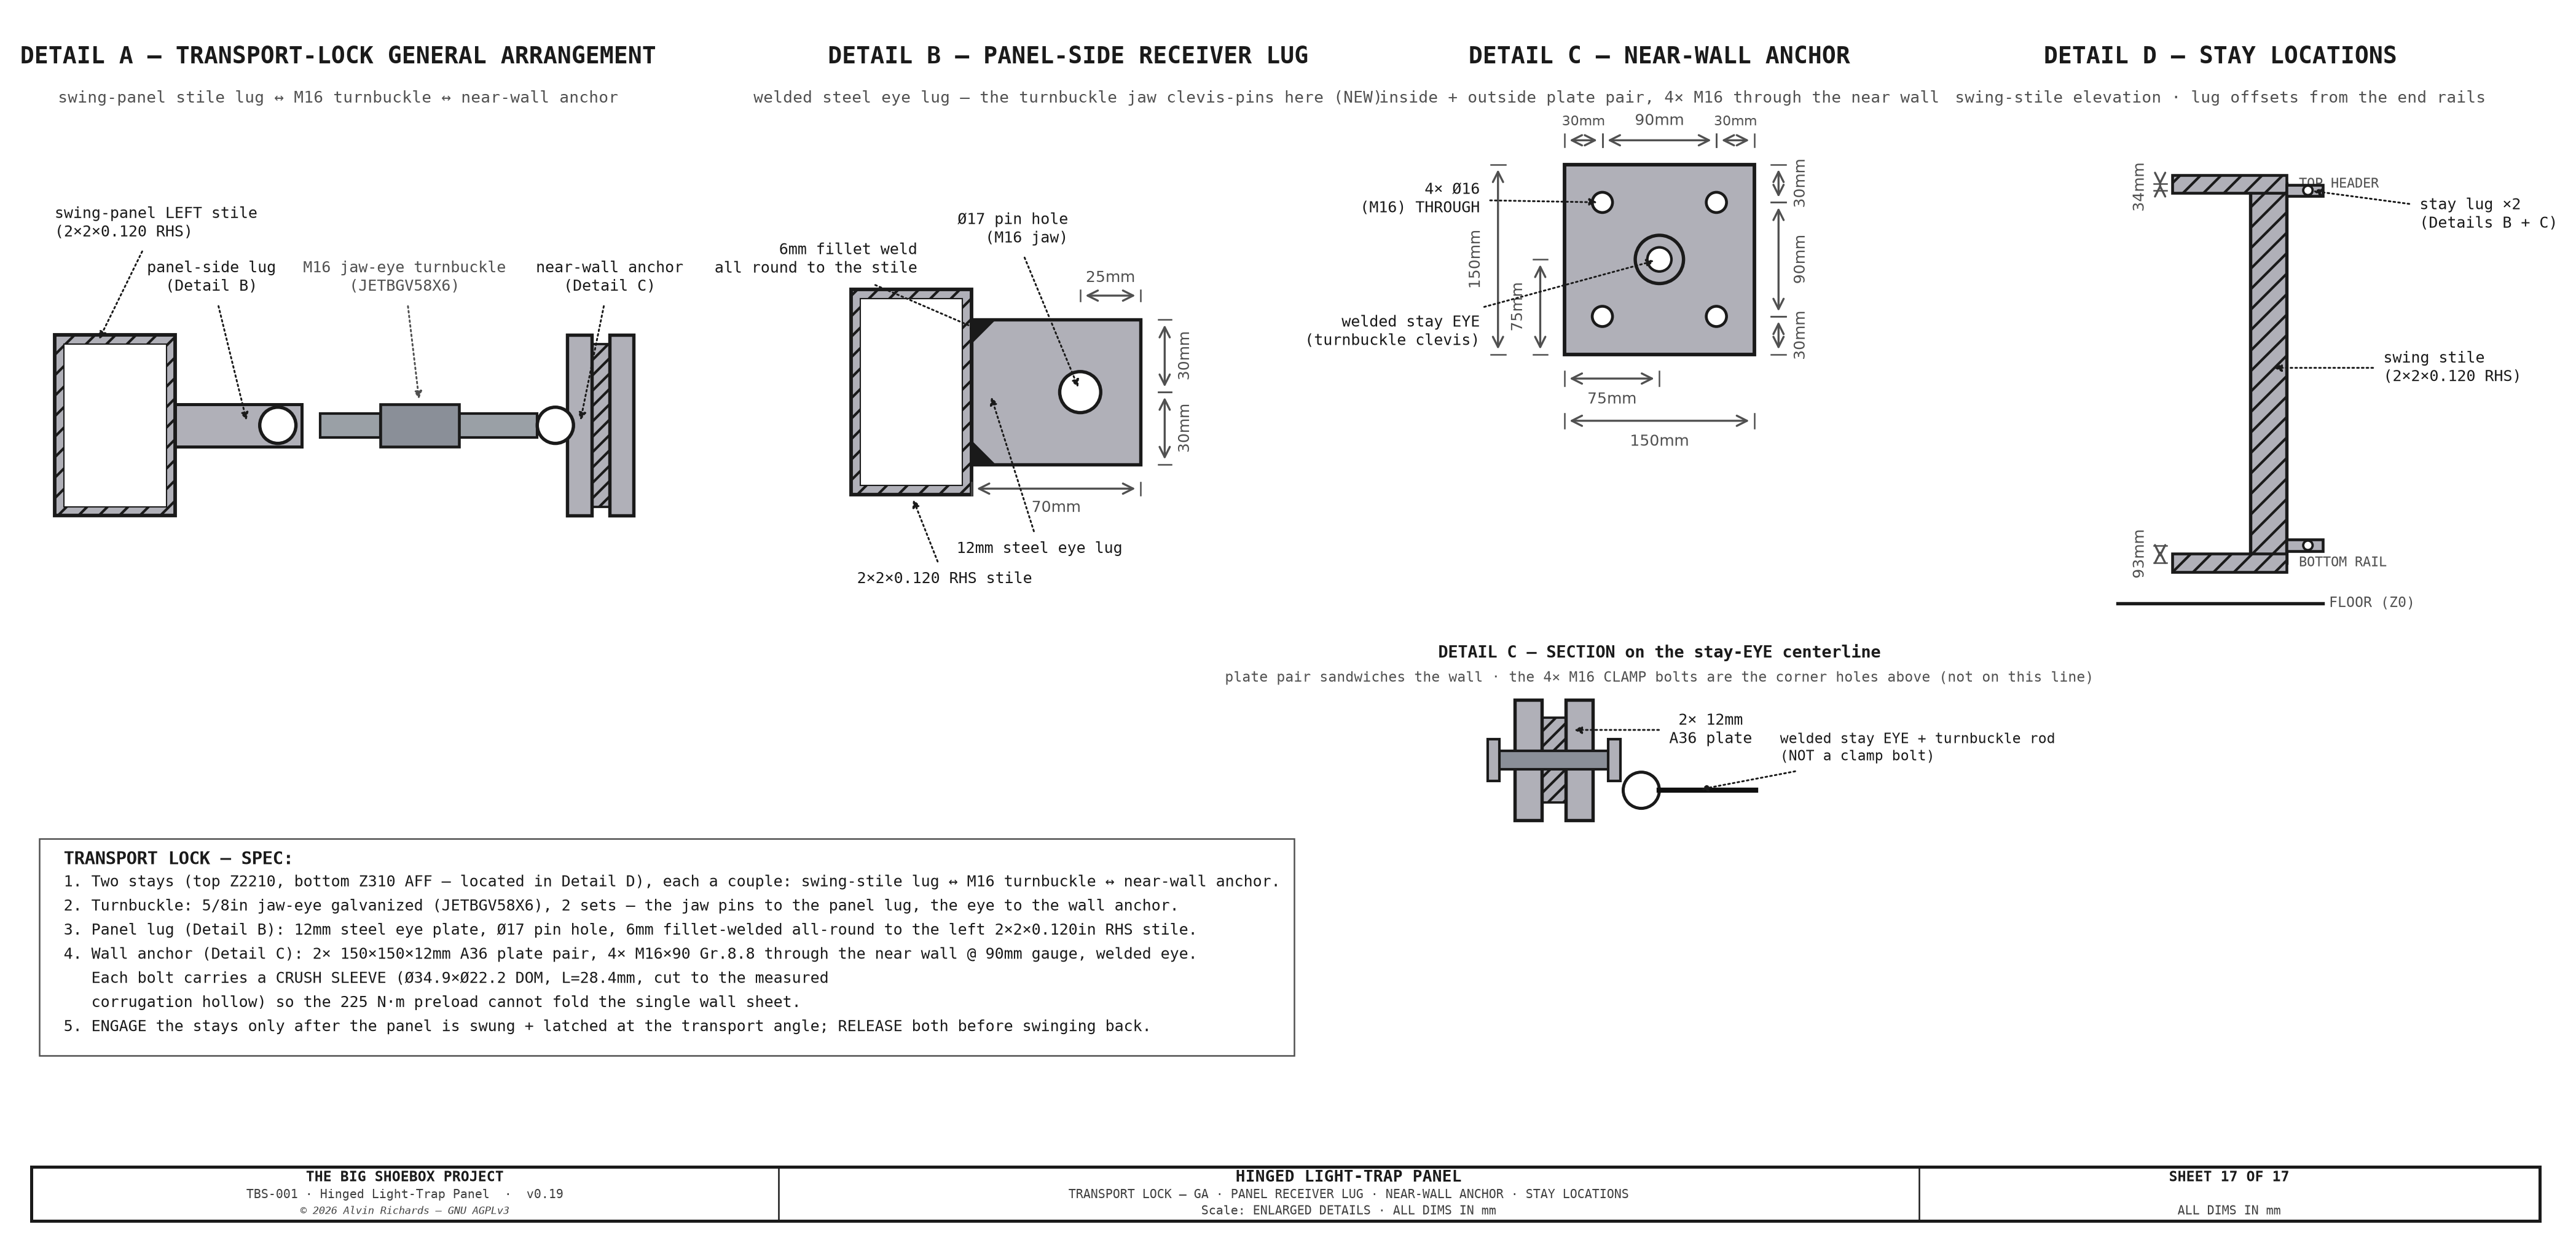 DETAIL A — TRANSPORT-LOCK GENERAL ARRANGEMENT
swing-panel stile lug ↔ M16 turnbuckle ↔ near-wall anchor
swing-panel LEFT stile
(2×2×0.120 RHS)
panel-side lug
(Detail B)
M16 jaw-eye turnbuckle
(JETBGV58X6)
near-wall anchor
(Detail C)
DETAIL B — PANEL-SIDE RECEIVER LUG
welded steel eye lug — the turnbuckle jaw clevis-pins here (NEW)
Ø17 pin hole
(M16 jaw)
6mm fillet weld
all round to the stile
25mm
30mm
30mm
70mm
12mm steel eye lug
2×2×0.120 RHS stile
DETAIL C — NEAR-WALL ANCHOR
inside + outside plate pair, 4× M16 through the near wall
30mm
90mm
30mm
4× Ø16
(M16) THROUGH
150mm
75mm
30mm
90mm
30mm
welded stay EYE
(turnbuckle clevis)
75mm
150mm
DETAIL D — STAY LOCATIONS
swing-stile elevation · lug offsets from the end rails
34mm
TOP HEADER
stay lug ×2
(Details B + C)
swing stile
(2×2×0.120 RHS)
93mm
BOTTOM RAIL
FLOOR (Z0)
DETAIL C — SECTION on the stay-EYE centerline
plate pair sandwiches the wall · the 4× M16 CLAMP bolts are the corner holes above (not on this line)
2× 12mm
A36 plate
welded stay EYE + turnbuckle rod
(NOT a clamp bolt)
TRANSPORT LOCK — SPEC:
1. Two stays (top Z2210, bottom Z310 AFF — located in Detail D), each a couple: swing-stile lug ↔ M16 turnbuckle ↔ near-wall anchor.
2. Turnbuckle: 5/8in jaw-eye galvanized (JETBGV58X6), 2 sets — the jaw pins to the panel lug, the eye to the wall anchor.
3. Panel lug (Detail B): 12mm steel eye plate, Ø17 pin hole, 6mm fillet-welded all-round to the left 2×2×0.120in RHS stile.
4. Wall anchor (Detail C): 2× 150×150×12mm A36 plate pair, 4× M16×90 Gr.8.8 through the near wall @ 90mm gauge, welded eye.
Each bolt carries a CRUSH SLEEVE (Ø34.9×Ø22.2 DOM, L=28.4mm, cut to the measured
corrugation hollow) so the 225 N·m preload cannot fold the single wall sheet.
5. ENGAGE the stays only after the panel is swung + latched at the transport angle; RELEASE both before swinging back.
THE BIG SHOEBOX PROJECT
TBS-001 · Hinged Light-Trap Panel · v0.19
© 2026 Alvin Richards — GNU AGPLv3
HINGED LIGHT-TRAP PANEL
TRANSPORT LOCK — GA · PANEL RECEIVER LUG · NEAR-WALL ANCHOR · STAY LOCATIONS
Scale: ENLARGED DETAILS · ALL DIMS IN mm
SHEET 17 OF 17
ALL DIMS IN mm